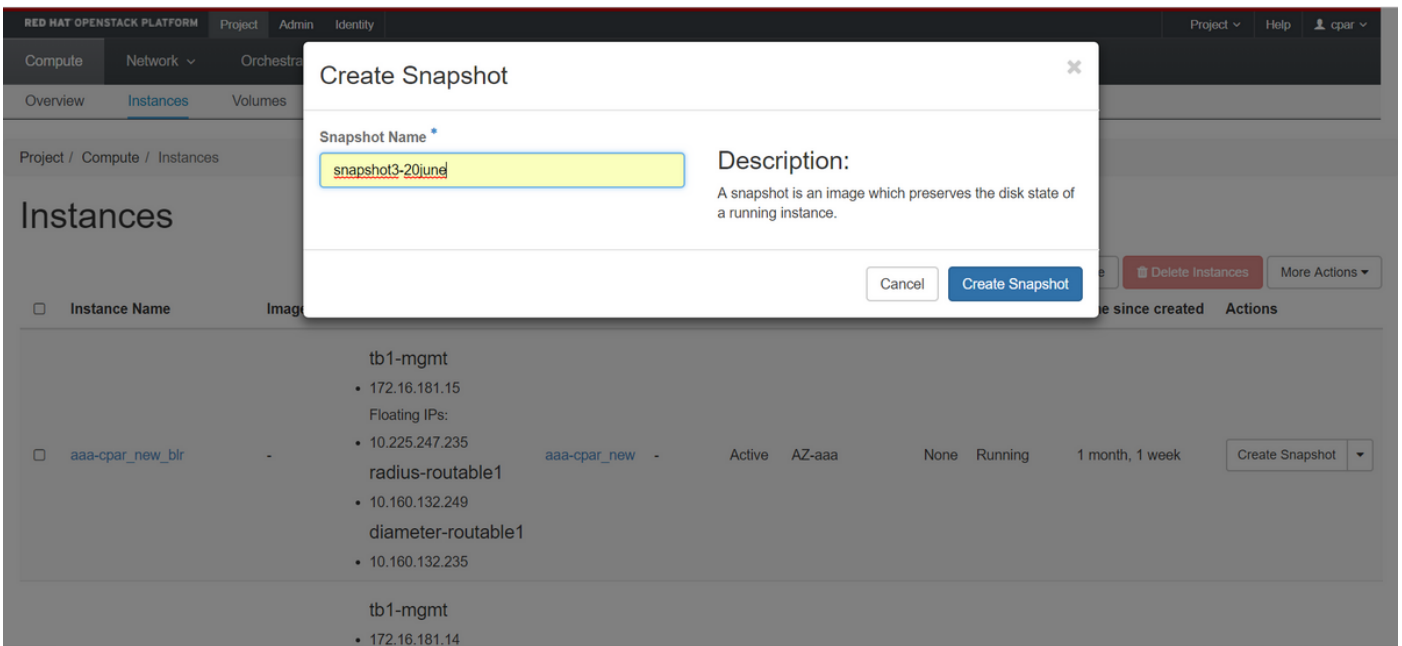 RED HAT OPENSTACK PLATFORM Project Admin Identity Project Help cpar
Compute Network Orchestra
Overview Instances Volumes
Create Snapshot
Snapshot Name *
snapshot3-20june
Description:
A snapshot is an image which preserves the disk state of
a running instance.
Cancel Create Snapshot
Project / Compute / Instances
Instances
e Delete Instances More Actions
Instance Name Image e since created Actions
tb1-mgmt
• 172.16.181.15
Floating IPs:
• 10.225.247.235
aaa-cpar_new_blr - aaa-cpar_new - Active AZ-aaa None Running 1 month, 1 week Create Snapshot
radius-routable1
• 10.160.132.249
diameter-routable1
• 10.160.132.235
tb1-mgmt
• 172.16.181.14